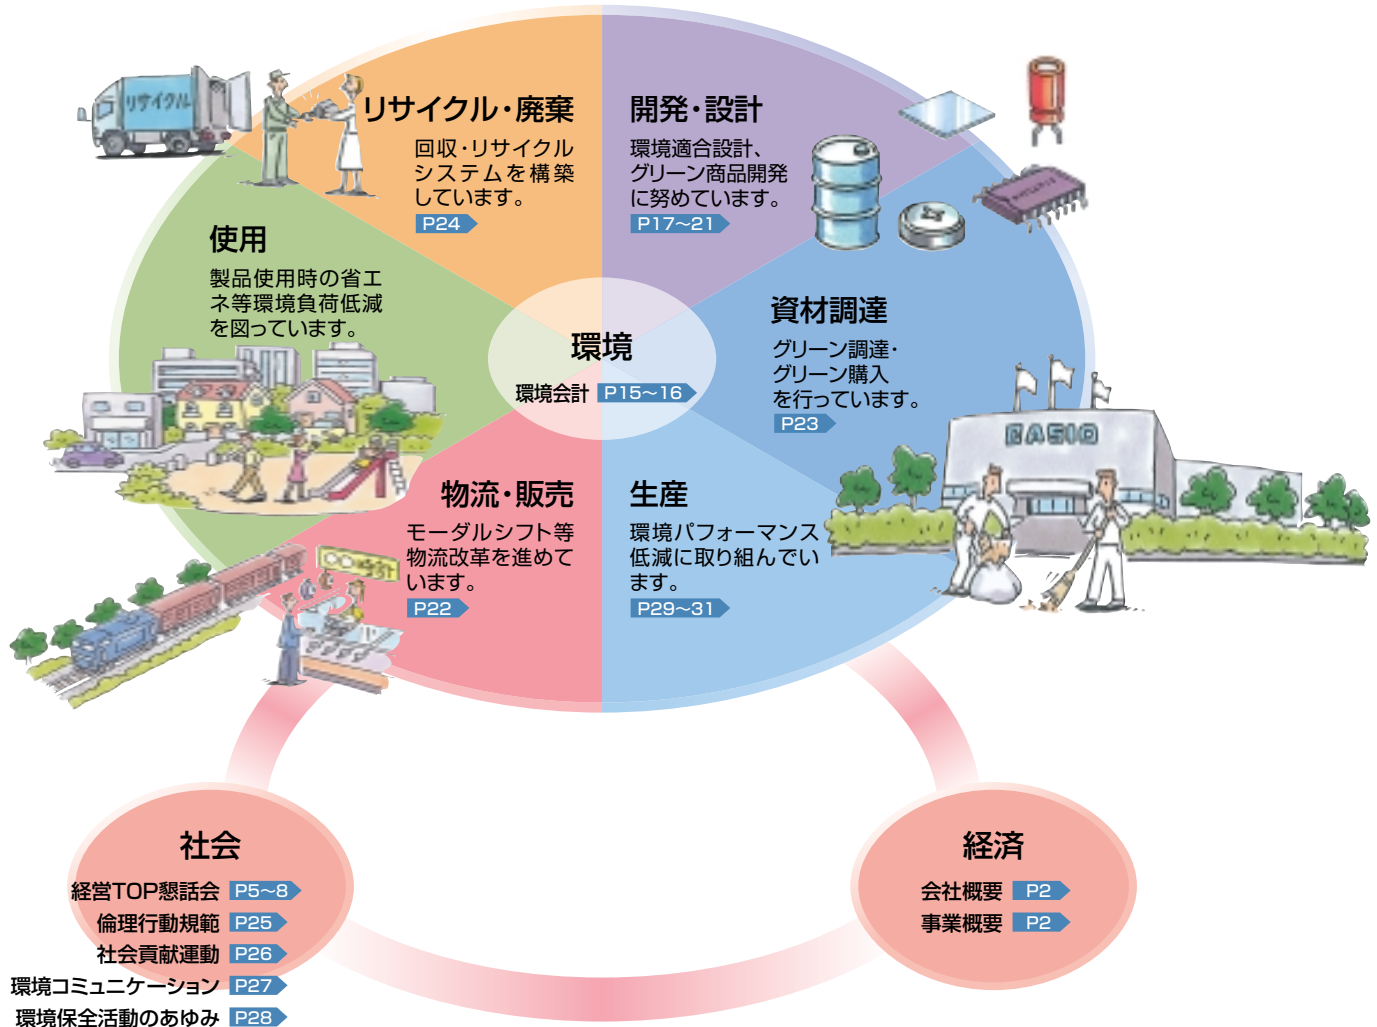 リサイクル
リサイクル・廃棄
回収・リサイクル
システムを構築
しています。
P24
開発・設計
環境適合設計、
グリーン商品開発
に努めています。
P17〜21
使用
製品使用時の省エ
ネ等環境負荷低減
を図っています。
資材調達
グリーン調達・
グリーン購入
を行っています。
P23
環境
環境会計 P15〜16
CASIO
物流・販売
モーダルシフト等
物流改革を進めて
います。
P22
生産
環境パフォーマンス
低減に取り組んでい
ます。
P29〜31
〇〇時計
社会
経営TOP懇話会 P5〜8
倫理行動規範 P25
社会貢献運動 P26
環境コミュニケーション P27
環境保全活動のあゆみ P28
経済
会社概要 P2
事業概要 P2